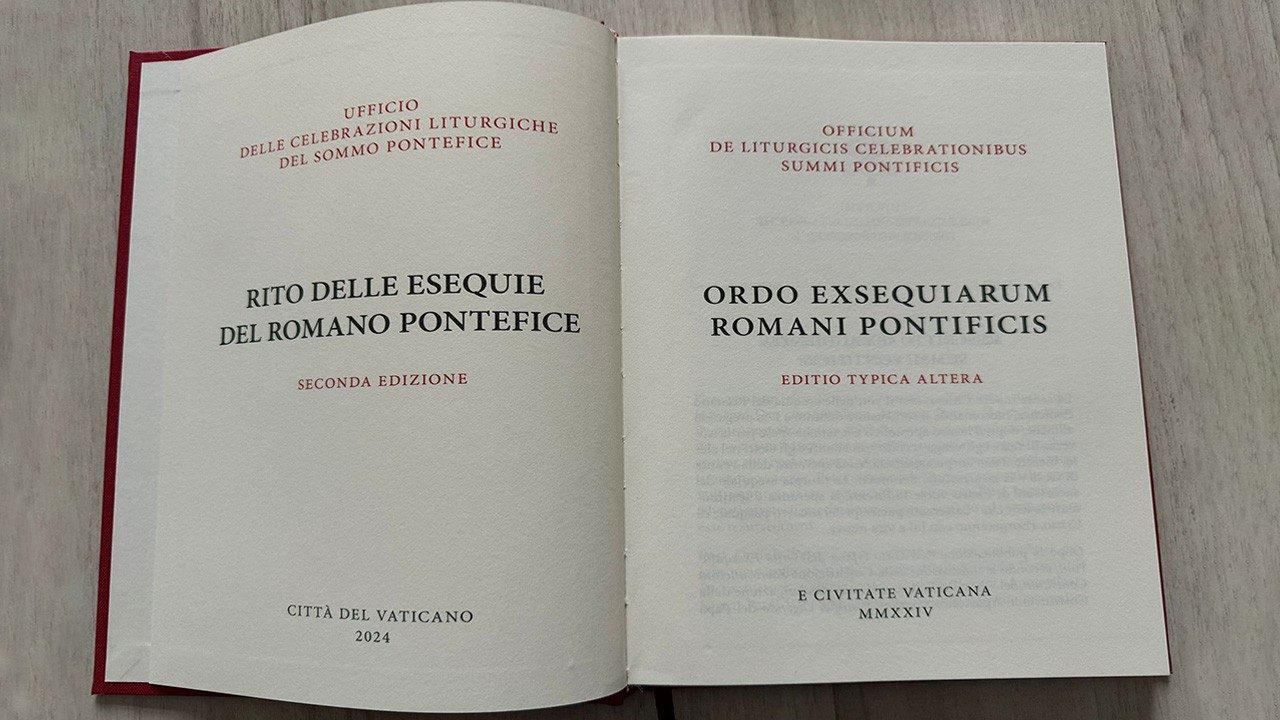 UFFICIO
DELLE CELEBRAZIONI LITURGICHE
DEL SOMMO PONTEFICE
RITO DELLE ESEQUIE
DEL ROMANO PONTEFICE
SECONDA EDIZIONE
CITTÀ DEL VATICANO
2024
OFFICIUM
DE LITURGICIS CELEBRATIONIBUS
SUMMI PONTIFICIS
ORDO EXSEQUIARUM
ROMANI PONTIFICIS
EDITIO TYPICA ALTERA
E CIVITATE VATICANA
MMXXIV